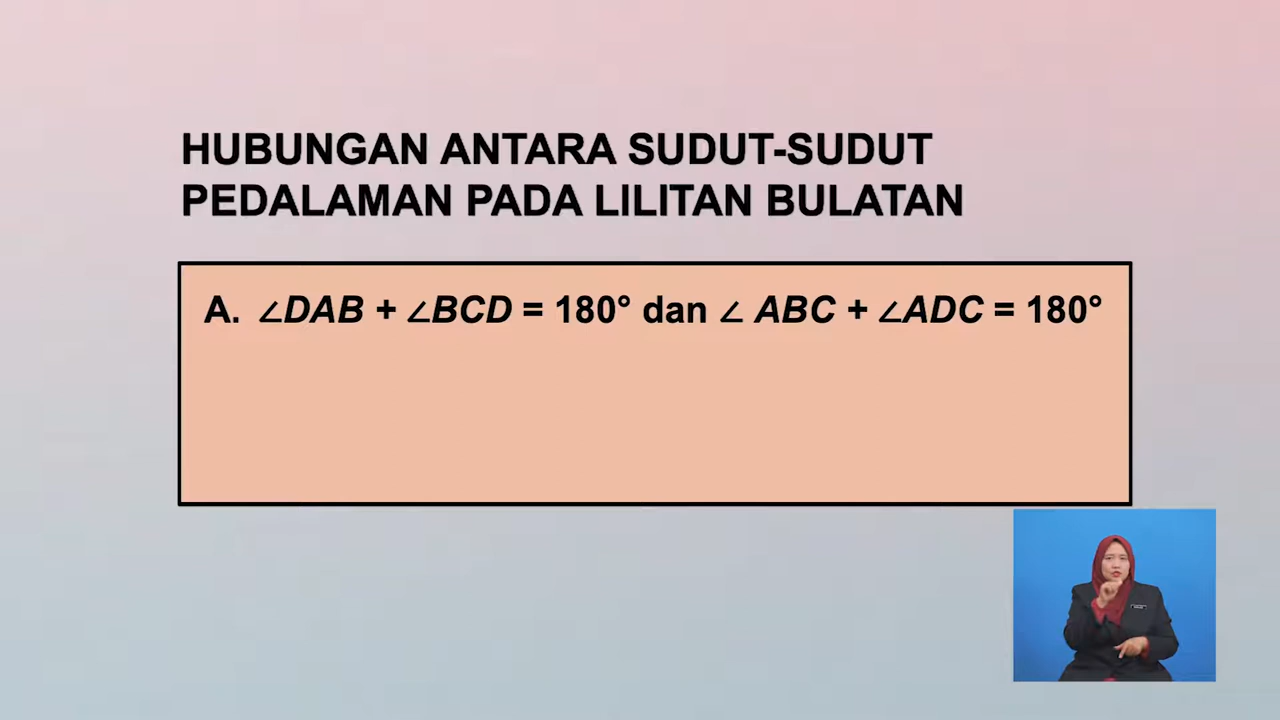 HUBUNGAN ANTARA SUDUT-SUDUT
PEDALAMAN PADA LILITAN BULATAN
A. ∠DAB + ∠BCD = 180° dan ∠ ABC + ∠ADC = 180°